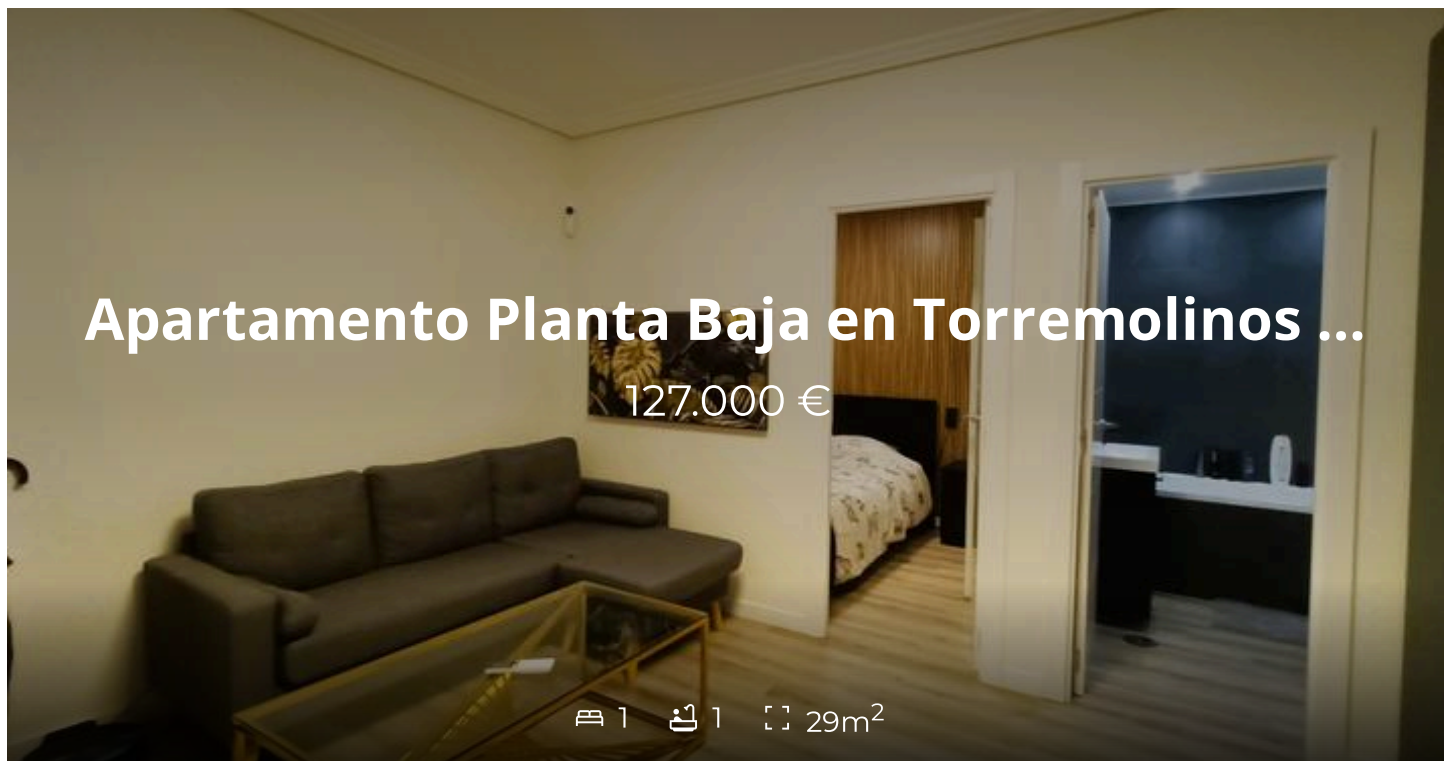 Apartamento Planta Baja en Torremolinos ...
127.000 €
1 1 29m²